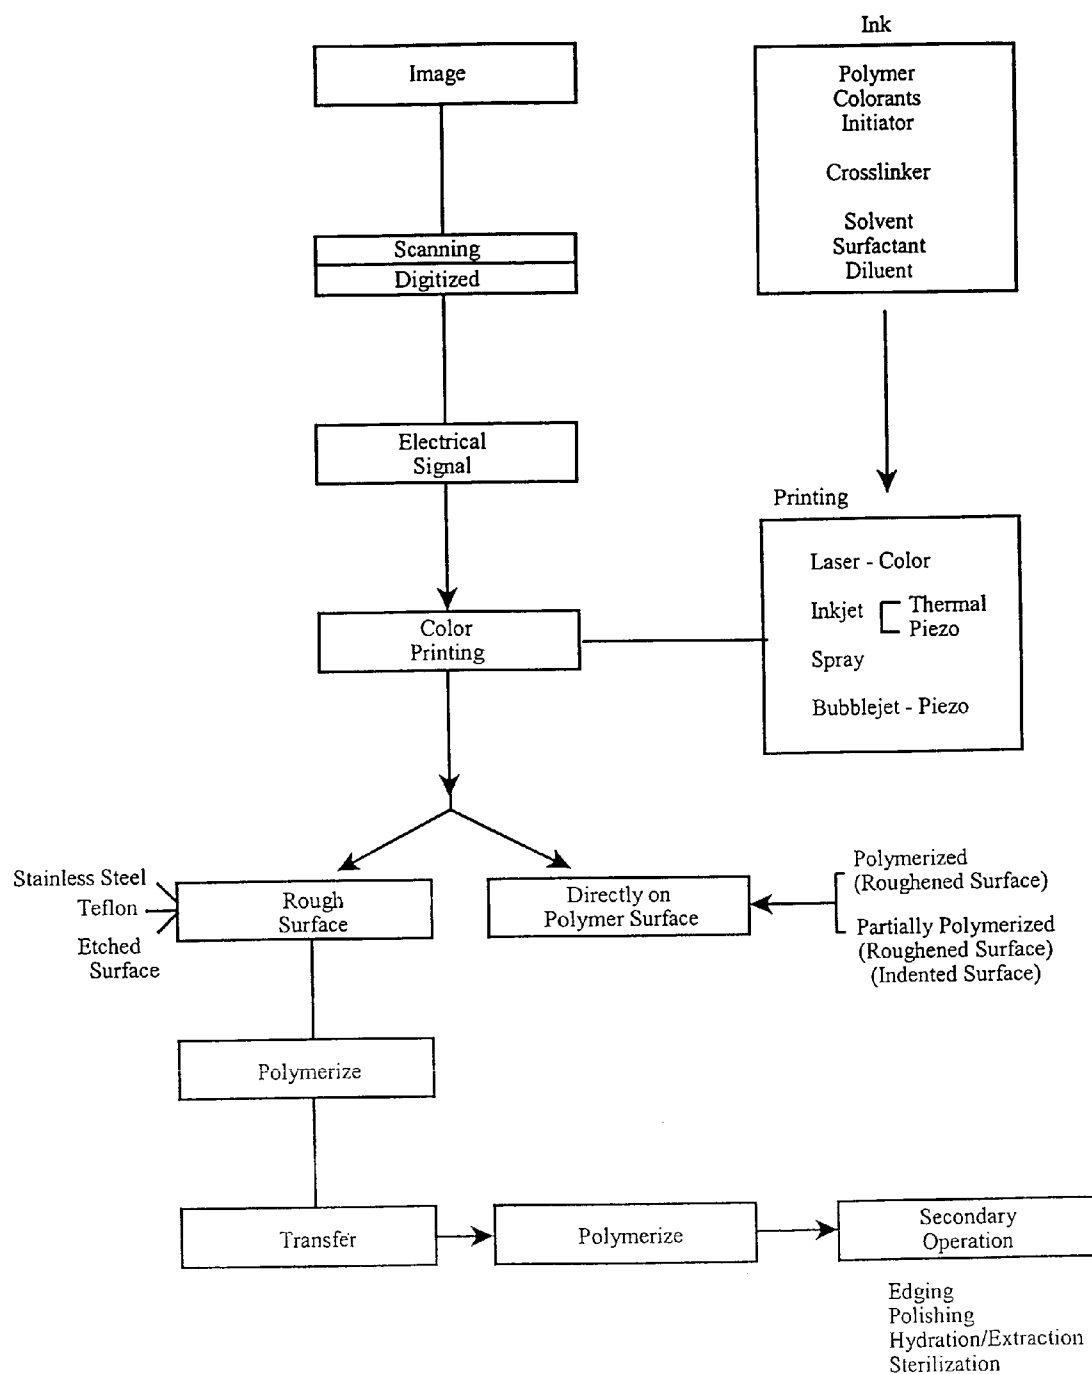 Ink
Image
Polymer
Colorants
Initiator
Crosslinker
Solvent
Surfactant
Diluent
Scanning
Digitized
Electrical
Signal
Printing
Laser - Color
Inkjet
Thermal
Piezo
Spray
Bubblejet - Piezo
Color
Printing
Stainless Steel
Teflon
Etched
Surface
Rough
Surface
Directly on
Polymer Surface
Polymerized
(Roughened Surface)
Partially Polymerized
(Roughened Surface)
(Indented Surface)
Polymerize
Transfer
Polymerize
Secondary
Operation
Edging
Polishing
Hydration/Extraction
Sterilization